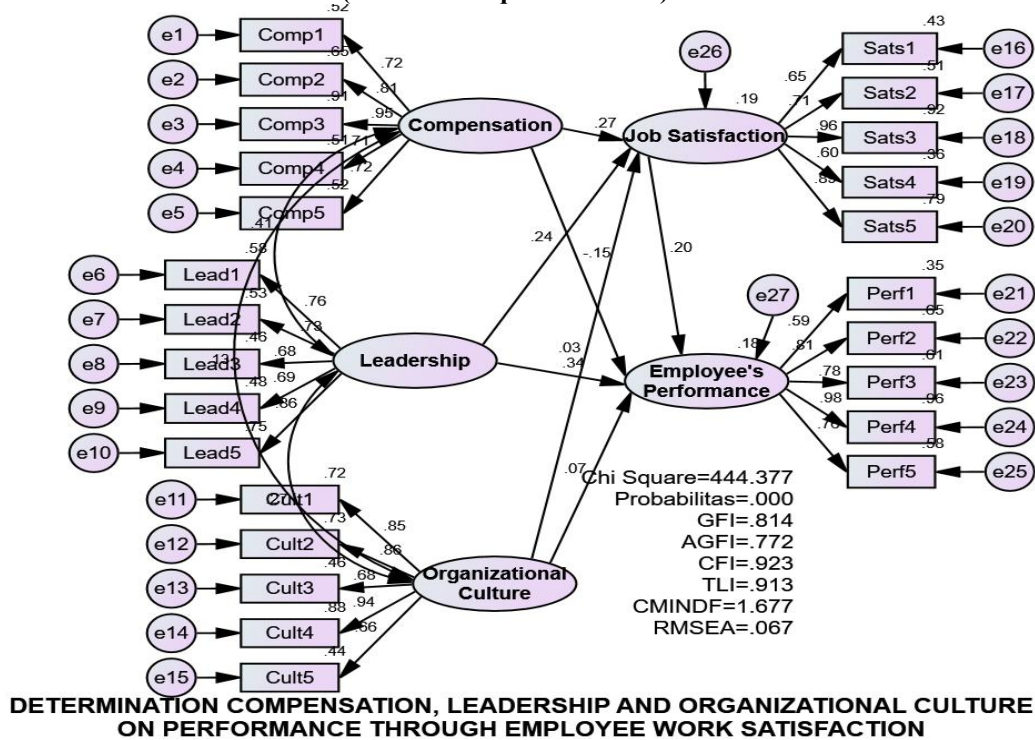 .52
e1
Comp1
.72
.65
e2
Comp2
.81
.91
e3
Comp3
.95
.51
.71
e4
Comp4
.72
.52
e5
Comp5
Compensation
.27
e26
.19
Job Satisfaction
.43
Sats1
e16
.65
.51
Sats2
e17
.71
.92
Sats3
e18
.96
.36
Sats4
e19
.60
.79
Sats5
e20
.41
.24
-.15
.20
.58
e6
Lead1
.76
.53
e7
Lead2
.73
.46
e8
Lead3
.68
.13
.48
e9
Lead4
.69
.86
.75
e10
Lead5
Leadership
.03
.34
e27
.18
Employee's
Performance
.35
Perf1
e21
.59
.65
Perf2
e22
.81
.61
Perf3
e23
.78
.96
Perf4
e24
.98
.58
Perf5
e25
.72
e11
Cult1
.85
.73
e12
Cult2
.86
.46
e13
Cult3
.68
.88
e14
Cult4
.94
.66
.44
e15
Cult5
Organizational
Culture
.07
Chi Square=444.377
Probabilitas=.000
GFI=.814
AGFI=.772
CFI=.923
TLI=.913
CMINDF=1.677
RMSEA=.067
DETERMINATION COMPENSATION, LEADERSHIP AND ORGANIZATIONAL CULTURE
ON PERFORMANCE THROUGH EMPLOYEE WORK SATISFACTION